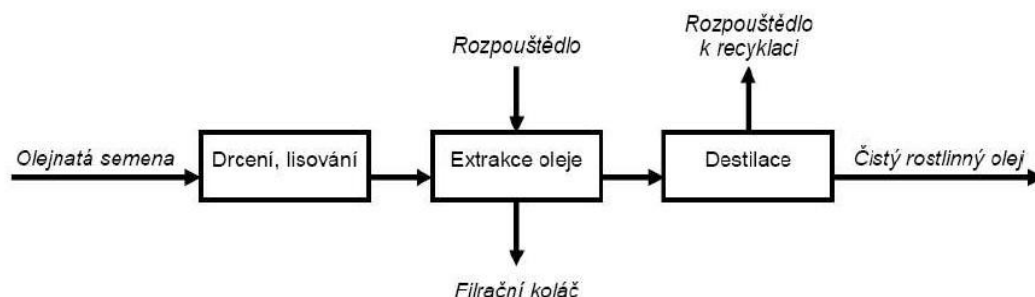 Rozpouštědlo
Rozpouštědlo
k recyklaci
Olejnatá semena
Drcení, lisování
Extrakce oleje
Destilace
Čistý rostlinný olej
Filrační koláč